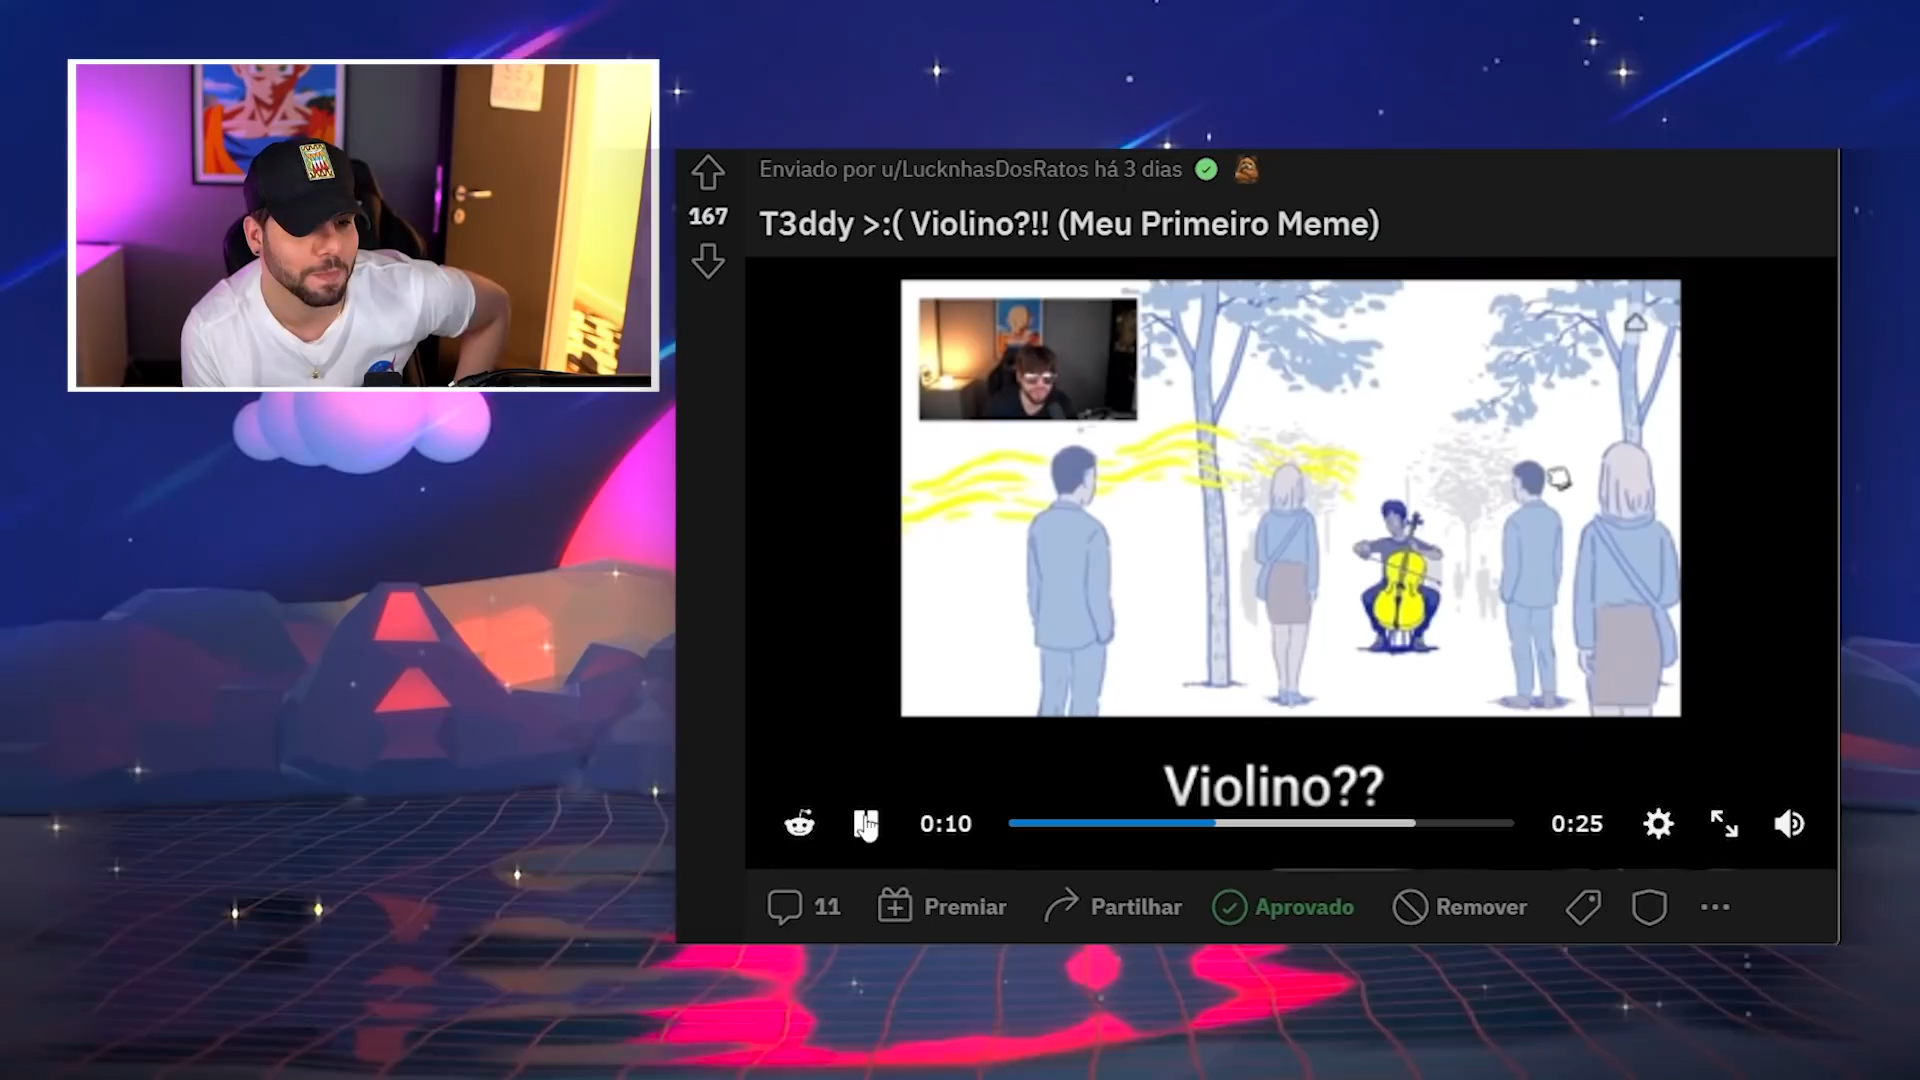 Enviado por u/LucknhasDosRatos há 3 dias
167
T3ddy >:( Violino?!! (Meu Primeiro Meme)
Violino??
0:10
0:25
11
Premiar
Partilhar
Aprovado
Remover